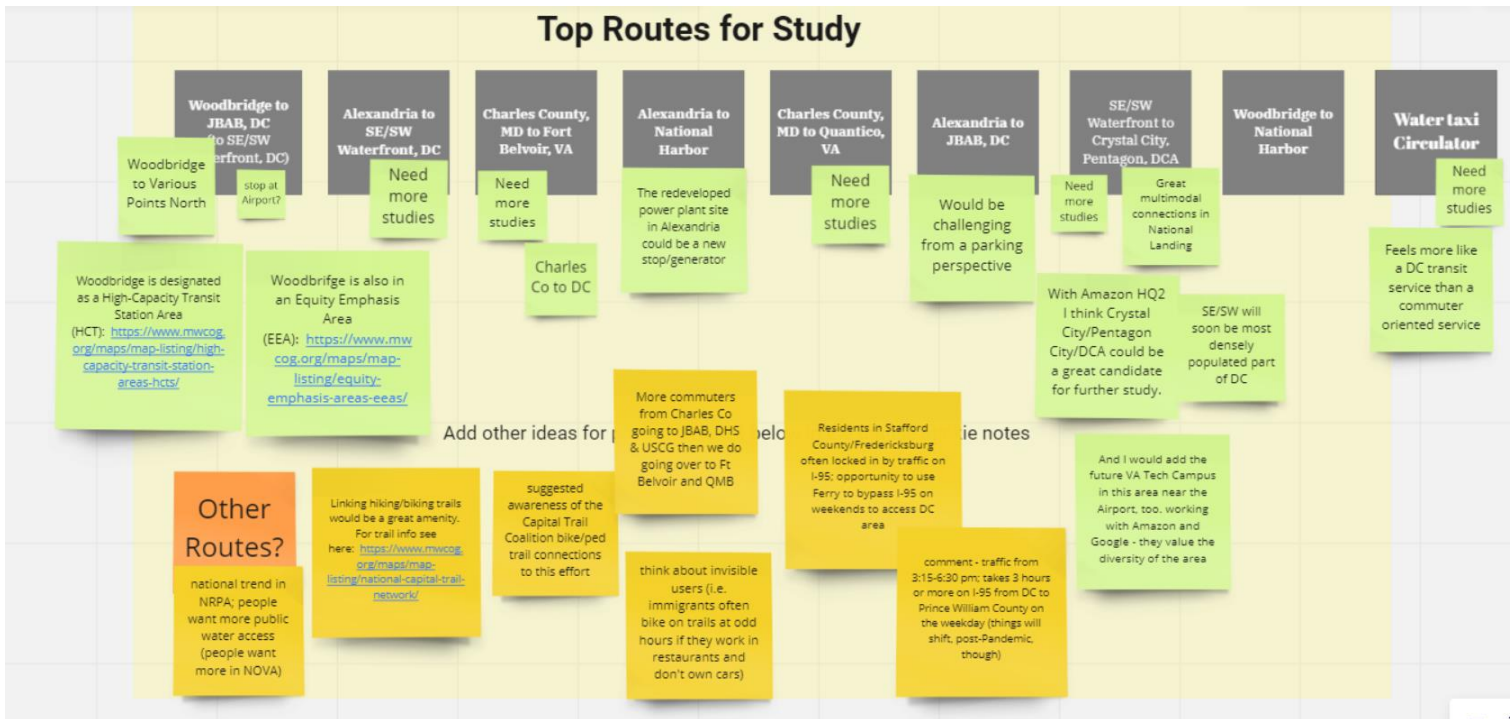 Top Routes for Study
Woodbridge to
JBAB, DC
to SE/SW
erfront, DC)
Alexandria to
SE/SW
Waterfront, DC
Charles County,
MD to Fort
Belvoir, VA
Alexandria to
National
Harbor
Charles County,
MD to Quantico,
VA
Alexandria to
JBAB, DC
SE/SW
Waterfront to
Crystal City,
Pentagon, DCA
Woodbridge to
National
Harbor
Water taxi
Circulator
Woodbridge
to Various
Points North
stop at
Airport?
Need
more
studies
Need
more
studies
The redeveloped
power plant site
in Alexandria
could be a new
stop/generator
Need
more
studies
Would be
challenging
from a parking
perspective
Need
more
studies
Great
multimodal
connections in
National
Landing
Need
more
studies
Woodbridge is designated
as a High-Capacity Transit
Station Area
(HCT): https://www.mwcog.
org/maps/map-listing/high-
capacity-transit-station-
areas-hcts/
Woodbrifge is also in
an Equity Emphasis
Area
(EEA): https://www.mw
cog.org/maps/map-
listing/equity-
emphasis-areas-eeas/
Charles
Co to DC
With Amazon HQ2
I think Crystal
City/Pentagon
City/DCA could be
a great candidate
for further study.
SE/SW will
soon be most
densely
populated part
of DC
Feels more like
a DC transit
service than a
commuter
oriented service
Add other ideas for p
belo
kie notes
More commuters
from Charles Co
going to JBAB, DHS
& USCG then we do
going over to Ft
Belvoir and QMB
Residents in Stafford
County/Fredericksburg
often locked in by traffic on
I-95; opportunity to use
Ferry to bypass I-95 on
weekends to access DC
area
And I would add the
future VA Tech Campus
in this area near the
Airport, too. working
with Amazon and
Google - they value the
diversity of the area
Other
Routes?
national trend in
NRPA; people
want more public
water access
(people want
more in NOVA)
Linking hiking/biking trails
would be a great amenity.
For trail info see
here: https://www.mwcog.
org/maps/map-
listing/national-capital-trail-
network/
suggested
awareness of the
Capital Trail
Coalition bike/ped
trail connections
to this effort
think about invisible
users (i.e.
immigrants often
bike on trails at odd
hours if they work in
restaurants and
don't own cars)
comment - traffic from
3:15-6:30 pm; takes 3 hours
or more on I-95 from DC to
Prince William County on
the weekday (things will
shift, post-Pandemic,
though)